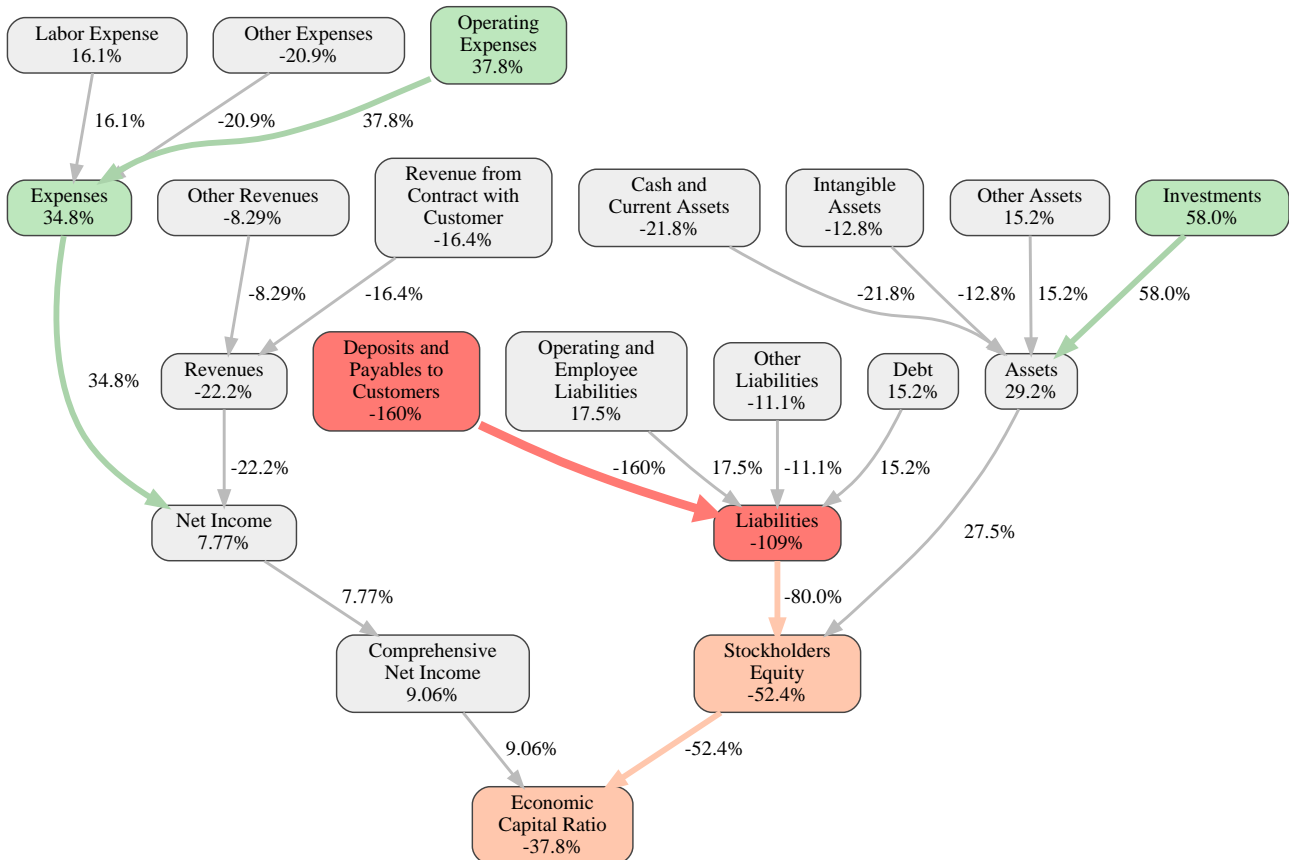 Labor Expense
16.1%
Other Expenses
-20.9%
Operating
Expenses
37.8%
16.1%
-20.9%
37.8%
Expenses
34.8%
Other Revenues
-8.29%
Revenue from
Contract with
Customer
-16.4%
Cash and
Current Assets
-21.8%
Intangible
Assets
-12.8%
Other Assets
15.2%
Investments
58.0%
-8.29%
-16.4%
-21.8%
-12.8%
15.2%
58.0%
34.8%
Revenues
-22.2%
Deposits and
Payables to
Customers
-160%
Operating and
Employee
Liabilities
17.5%
Other
Liabilities
-11.1%
Debt
15.2%
Assets
29.2%
-22.2%
-160%
17.5%
-11.1%
15.2%
Net Income
7.77%
Liabilities
-109%
27.5%
7.77%
-80.0%
Comprehensive
Net Income
9.06%
Stockholders
Equity
-52.4%
9.06%
-52.4%
Economic
Capital Ratio
-37.8%